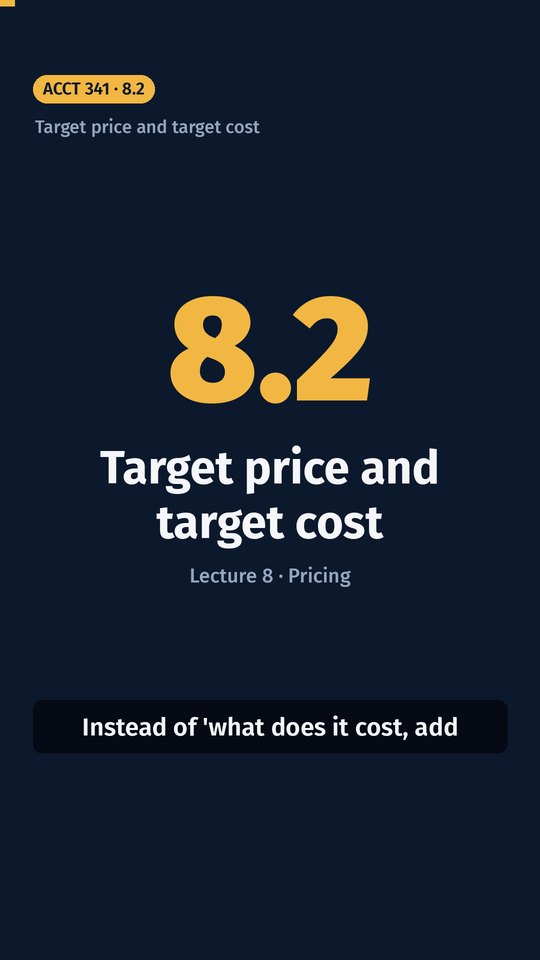 ACCT 341 · 8.2
Target price and target cost
8.2
Target price and
target cost
Lecture 8 · Pricing
Instead of 'what does it cost, add